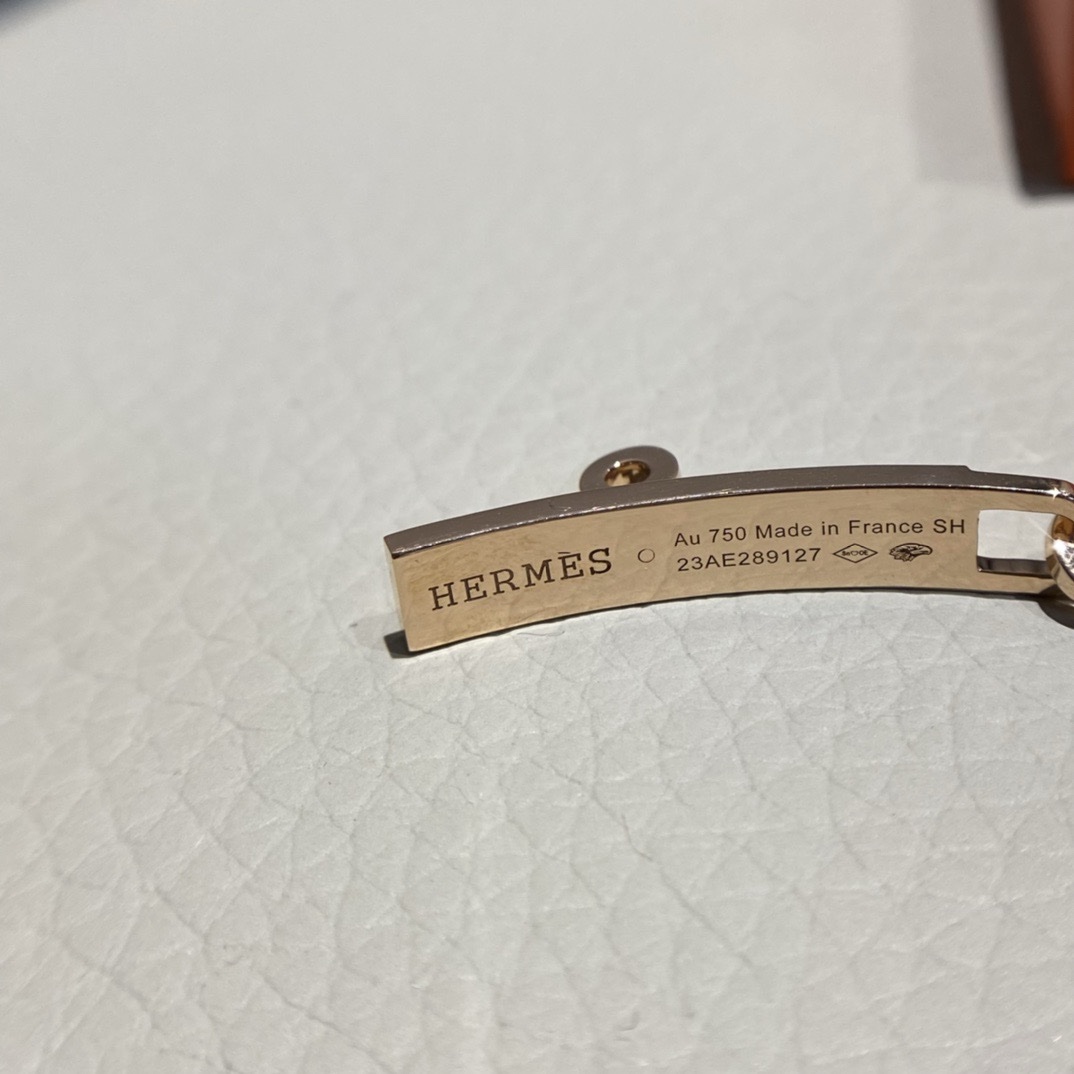 HERMÈS
Au 750 Made in France SH
23AE289127